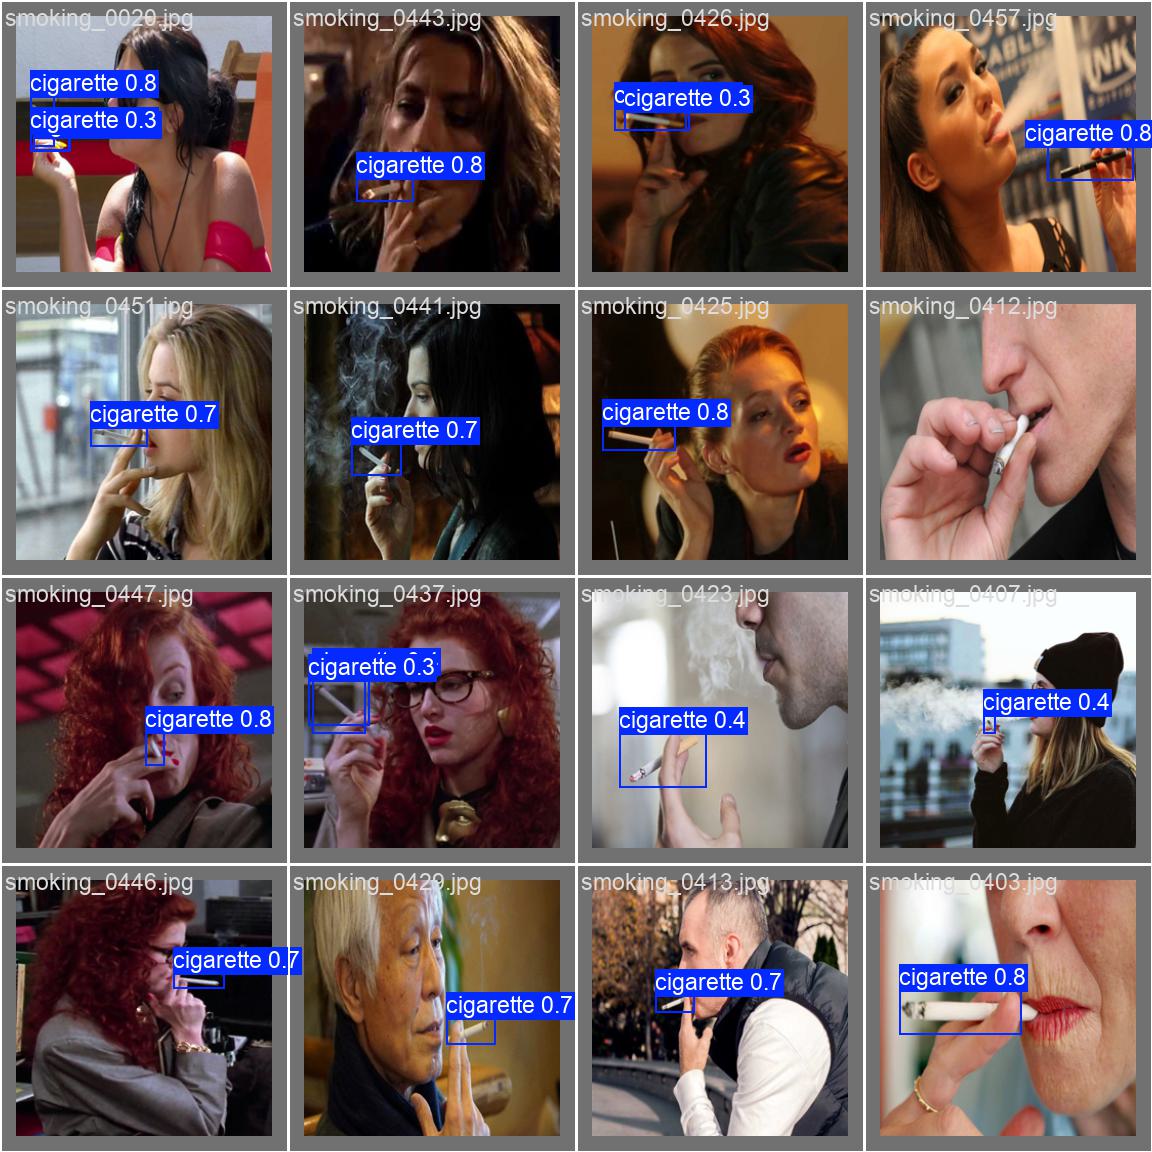 smoking_0020.jpg
cigarette 0.8
cigarette 0.3
smoking_0443.jpg
cigarette 0.8
smoking_0426.jpg
cigarette 0.3
smoking_0457.jpg
ABLE
INK
EDITION
cigarette 0.8
smoking_0451.jpg
cigarette 0.7
smoking_0441.jpg
cigarette 0.7
smoking_0425.jpg
cigarette 0.8
smoking_0412.jpg
smoking_0447.jpg
cigarette 0.8
smoking_0437.jpg
cigarette 0.3
smoking_0423.jpg
cigarette 0.4
smoking_0407.jpg
cigarette 0.4
smoking_0446.jpg
cigarette 0.7
smoking_0429.jpg
cigarette 0.7
smoking_0413.jpg
cigarette 0.7
smoking_0403.jpg
cigarette 0.8